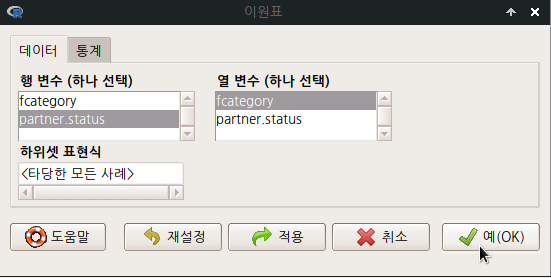 이원표
데이터 통계
행 변수 (하나 선택) 열 변수 (하나 선택)
fcategory fcategory
partner.status partner.status
하위셋 표현식
<타당한 모든 사례>
도움말 재설정 적용 취소 예(OK)